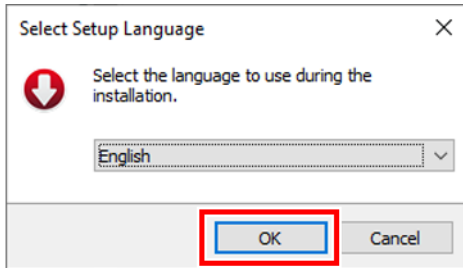 Select Setup Language
Select the language to use during the
installation.
English
OK
Cancel